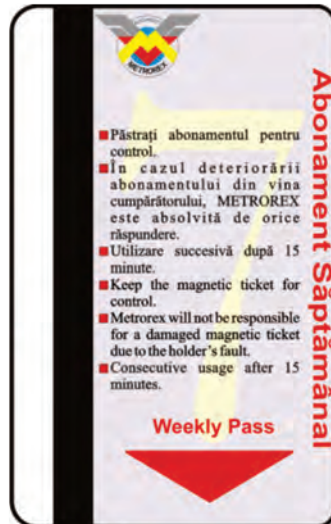 METROREX
7
Păstrați abonamentul pentru
control.
În cazul deteriorării
abonamentului din vina
cumpărătorului, METROREX
este absolvită de orice
răspundere.
Utilizare succesivă după 15
minute.
Keep the magnetic ticket for
control.
Metrorex will not be responsible
for a damaged magnetic ticket
due to the holder's fault.
Consecutive usage after 15
minutes.
Weekly Pass
Abonament Săptămânal